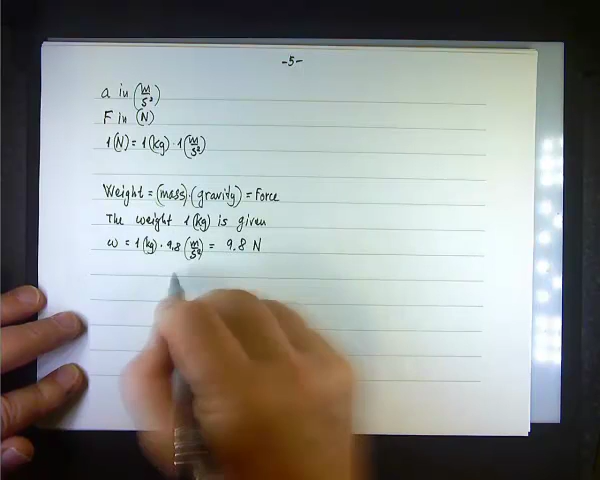 -5-
a in (m/s²)
F in (N)
1(N) = 1(kg) · 1(m/s²)
Weight = (mass)·(gravity) = Force
The weight 1(kg) is given
ω = 1(kg) · 9.8 (m/s²) = 9.8 N